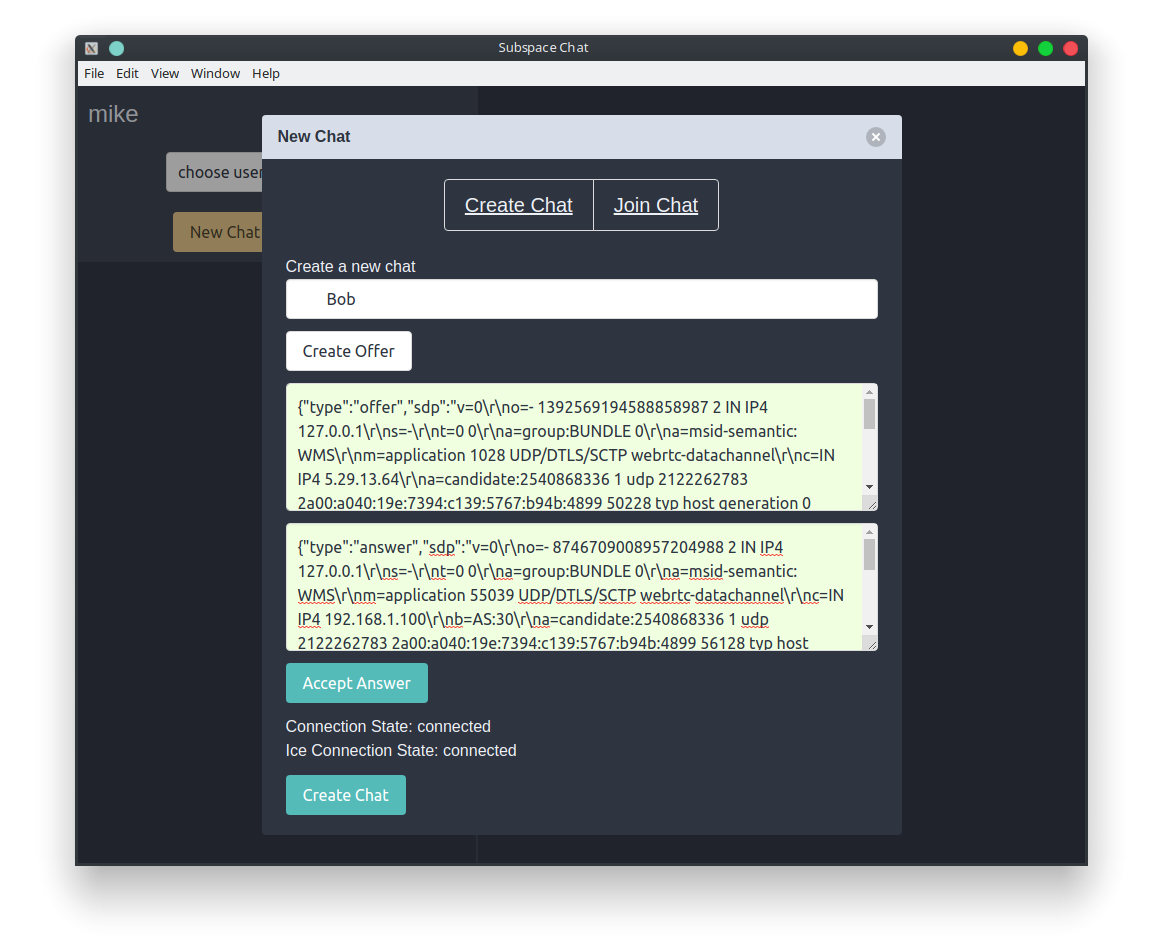 Subspace Chat
File Edit View Window Help
mike
choose user
New Chat
New Chat
Create Chat Join Chat
Create a new chat
Bob
Create Offer
{"type":"offer","sdp":"v=0\r\no=- 1392569194588858987 2 IN IP4
127.0.0.1\r\ns=-\r\nt=0 0\r\na=group:BUNDLE 0\r\na=msid-semantic:
WMS\r\nm=application 1028 UDP/DTLS/SCTP webrtc-datachannel\r\nc=IN
IP4 5.29.13.64\r\na=candidate:2540868336 1 udp 2122262783
2a00:a040:19e:7394:c139:5767:b94b:4899 50228 typ host generation 0
{"type":"answer","sdp":"v=0\r\no=- 8746709008957204988 2 IN IP4
127.0.0.1\r\ns=-\r\nt=0 0\r\na=group:BUNDLE 0\r\na=msid-semantic:
WMS\r\nm=application 55039 UDP/DTLS/SCTP webrtc-datachannel\r\nc=IN
IP4 192.168.1.100\r\nb=AS:30\r\na=candidate:2540868336 1 udp
2122262783 2a00:a040:19e:7394:c139:5767:b94b:4899 56128 typ host
Accept Answer
Connection State: connected
Ice Connection State: connected
Create Chat